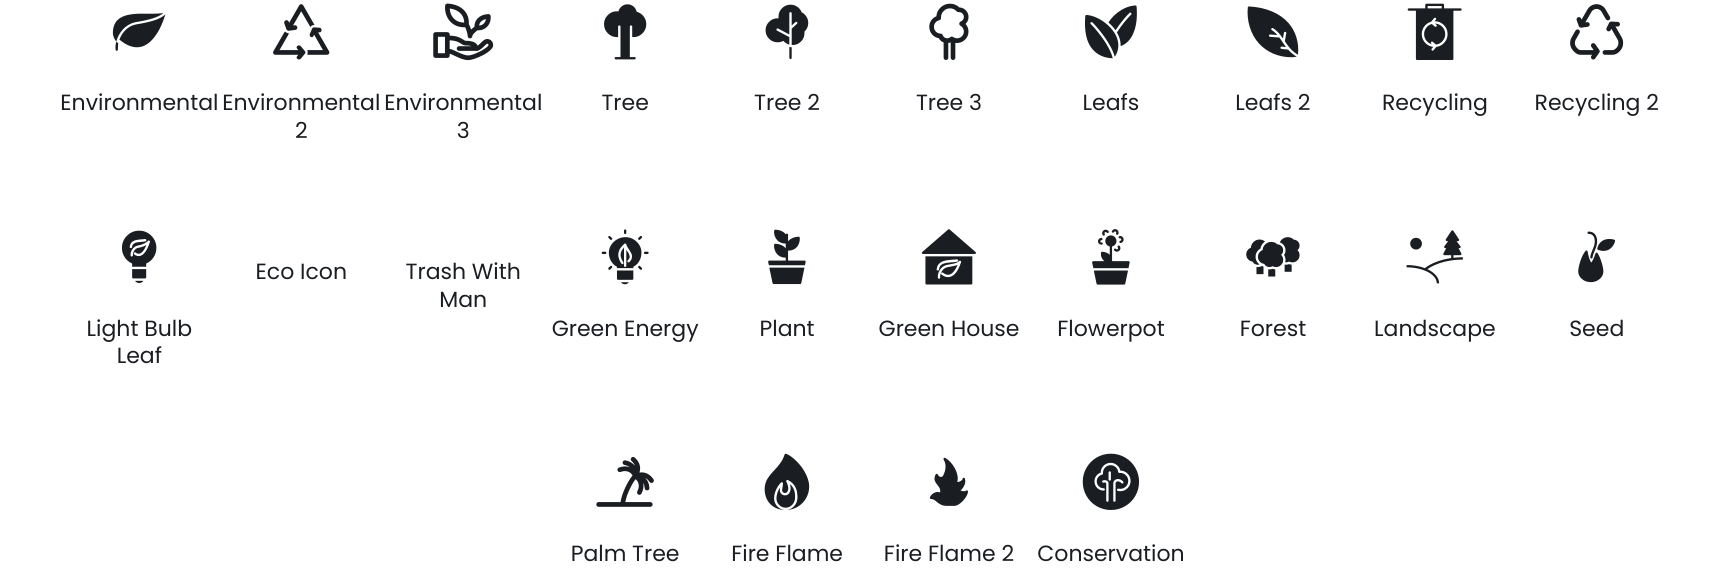 Environmental Environmental Environmental Tree Tree 2 Tree 3 Leafs Leafs 2 Recycling Recycling 2
2 3
Eco Icon Trash With
Man
Light Bulb Green Energy Plant Green House Flowerpot Forest Landscape Seed
Leaf
Palm Tree Fire Flame Fire Flame 2 Conservation